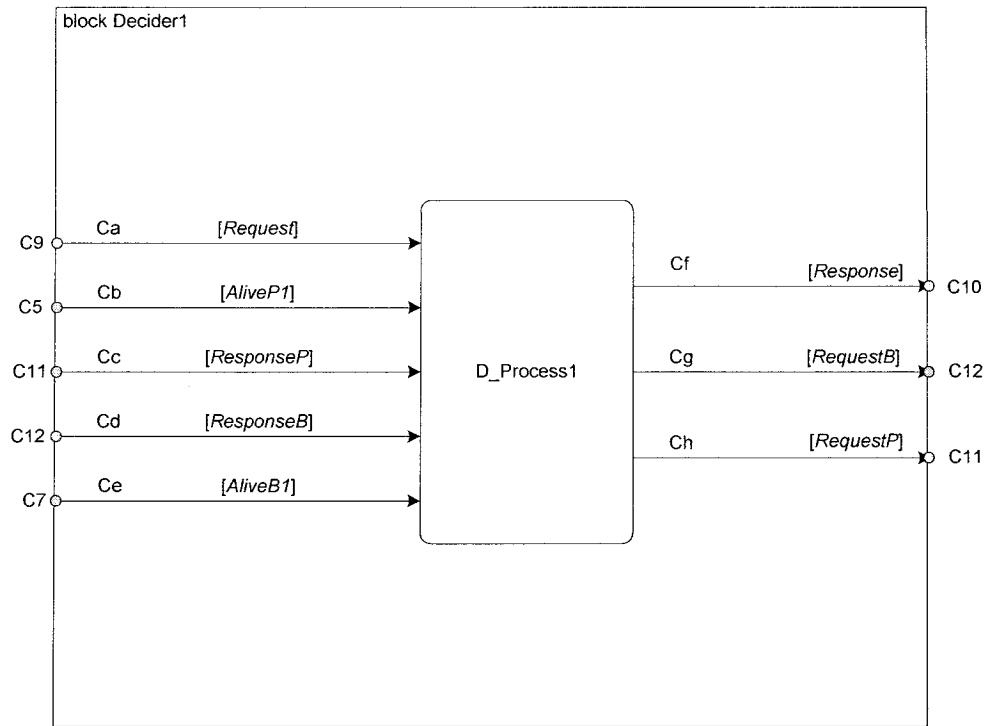 block Decider1
Ca [Request]
C9
Cf [Response]
C10
Cb [AliveP1]
C5
Cc [ResponseP]
C11
D_Process1
Cg [RequestB]
C12
Cd [ResponseB]
C12
Ch [RequestP]
C11
Ce [AliveB1]
C7